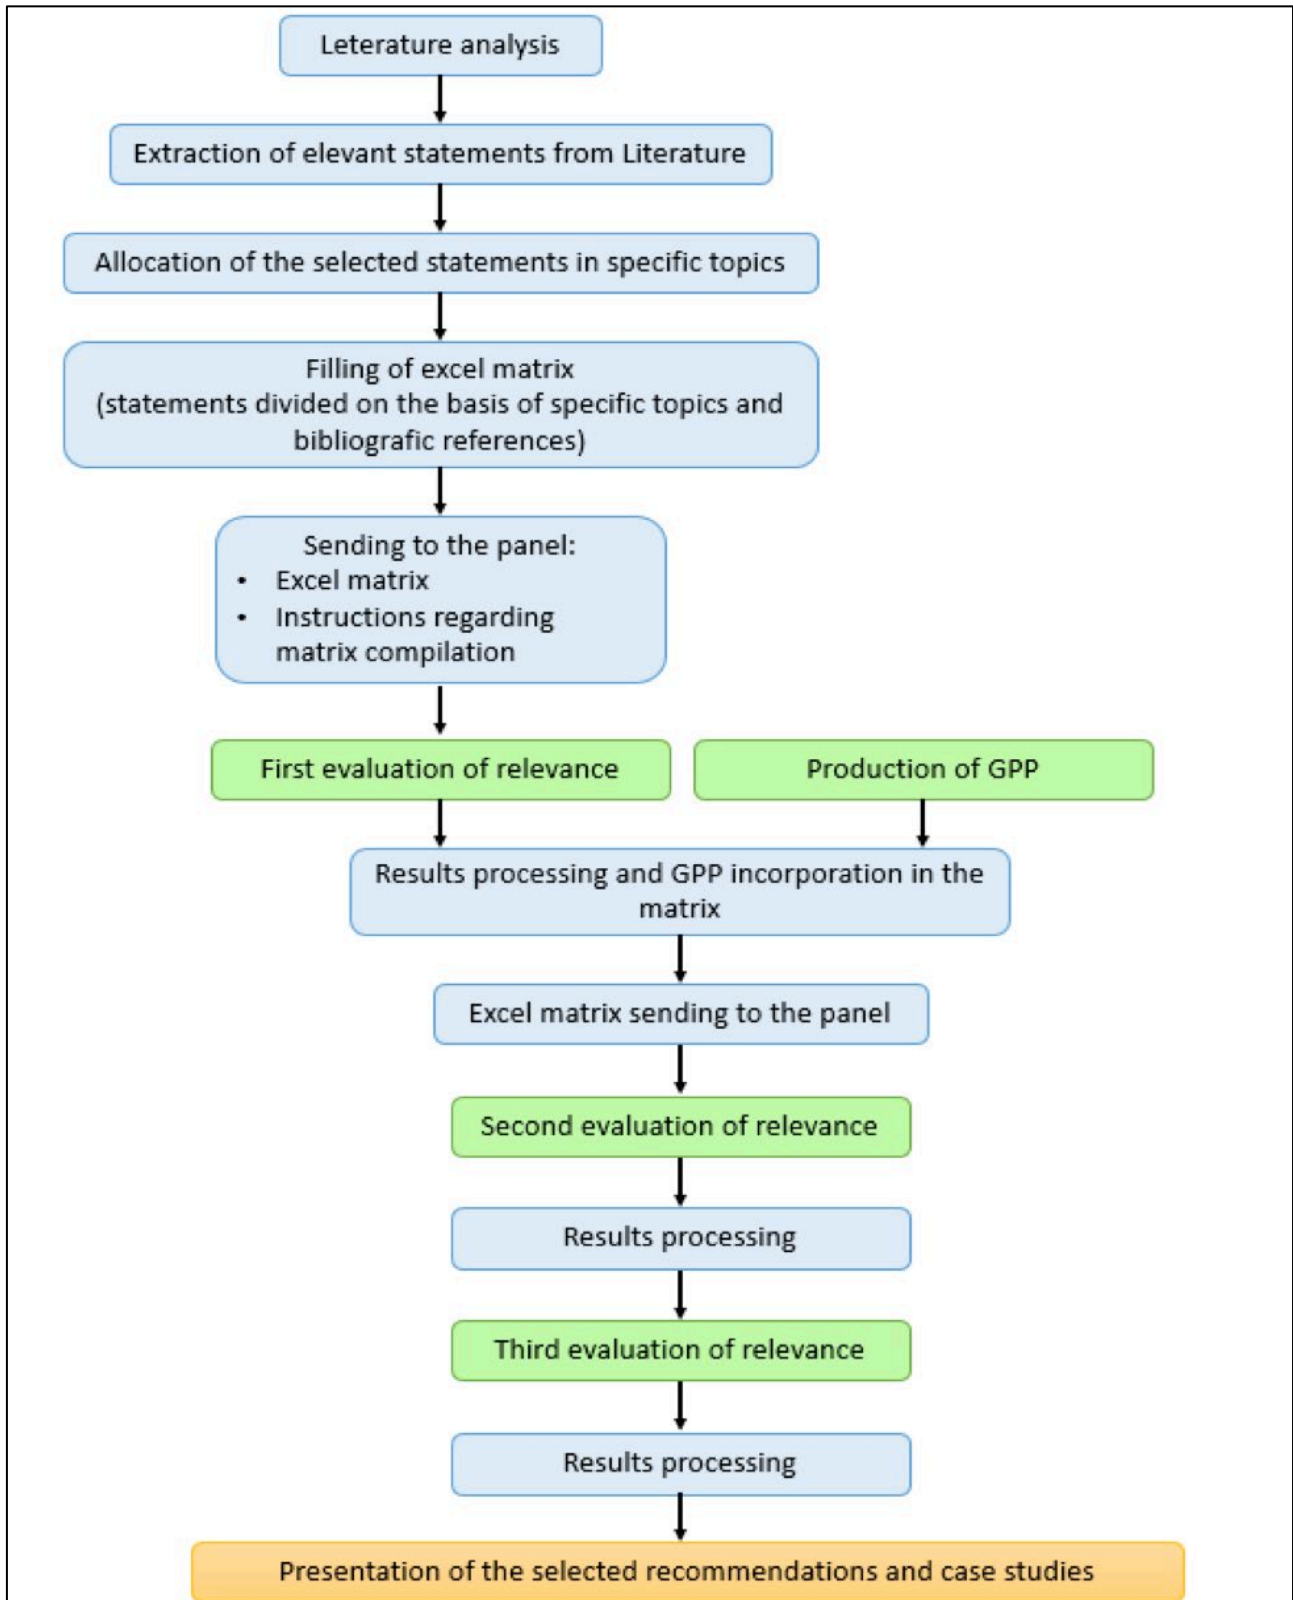 Leterature analysis
Extraction of elevant statements from Literature
Allocation of the selected statements in specific topics
Filling of excel matrix
(statements divided on the basis of specific topics and
bibliografic references)
Sending to the panel:
• Excel matrix
• Instructions regarding
matrix compilation
First evaluation of relevance
Production of GPP
Results processing and GPP incorporation in the
matrix
Excel matrix sending to the panel
Second evaluation of relevance
Results processing
Third evaluation of relevance
Results processing
Presentation of the selected recommendations and case studies